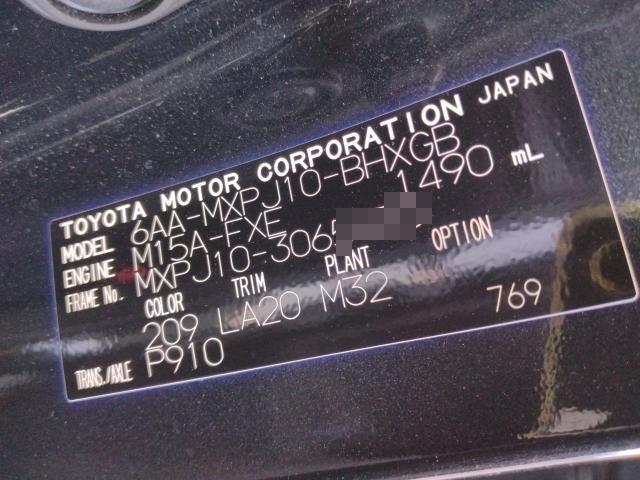 TOYOTA MOTOR CORPORATION JAPAN
MODEL 6AA-MXPJ10-BHXGB
ENGINE M15A-FXE 1490 mL
FRAME No. MXPJ10-3065
COLOR TRIM PLANT OPTION
209 LA20 M32 769
TRANS./AXLE P910